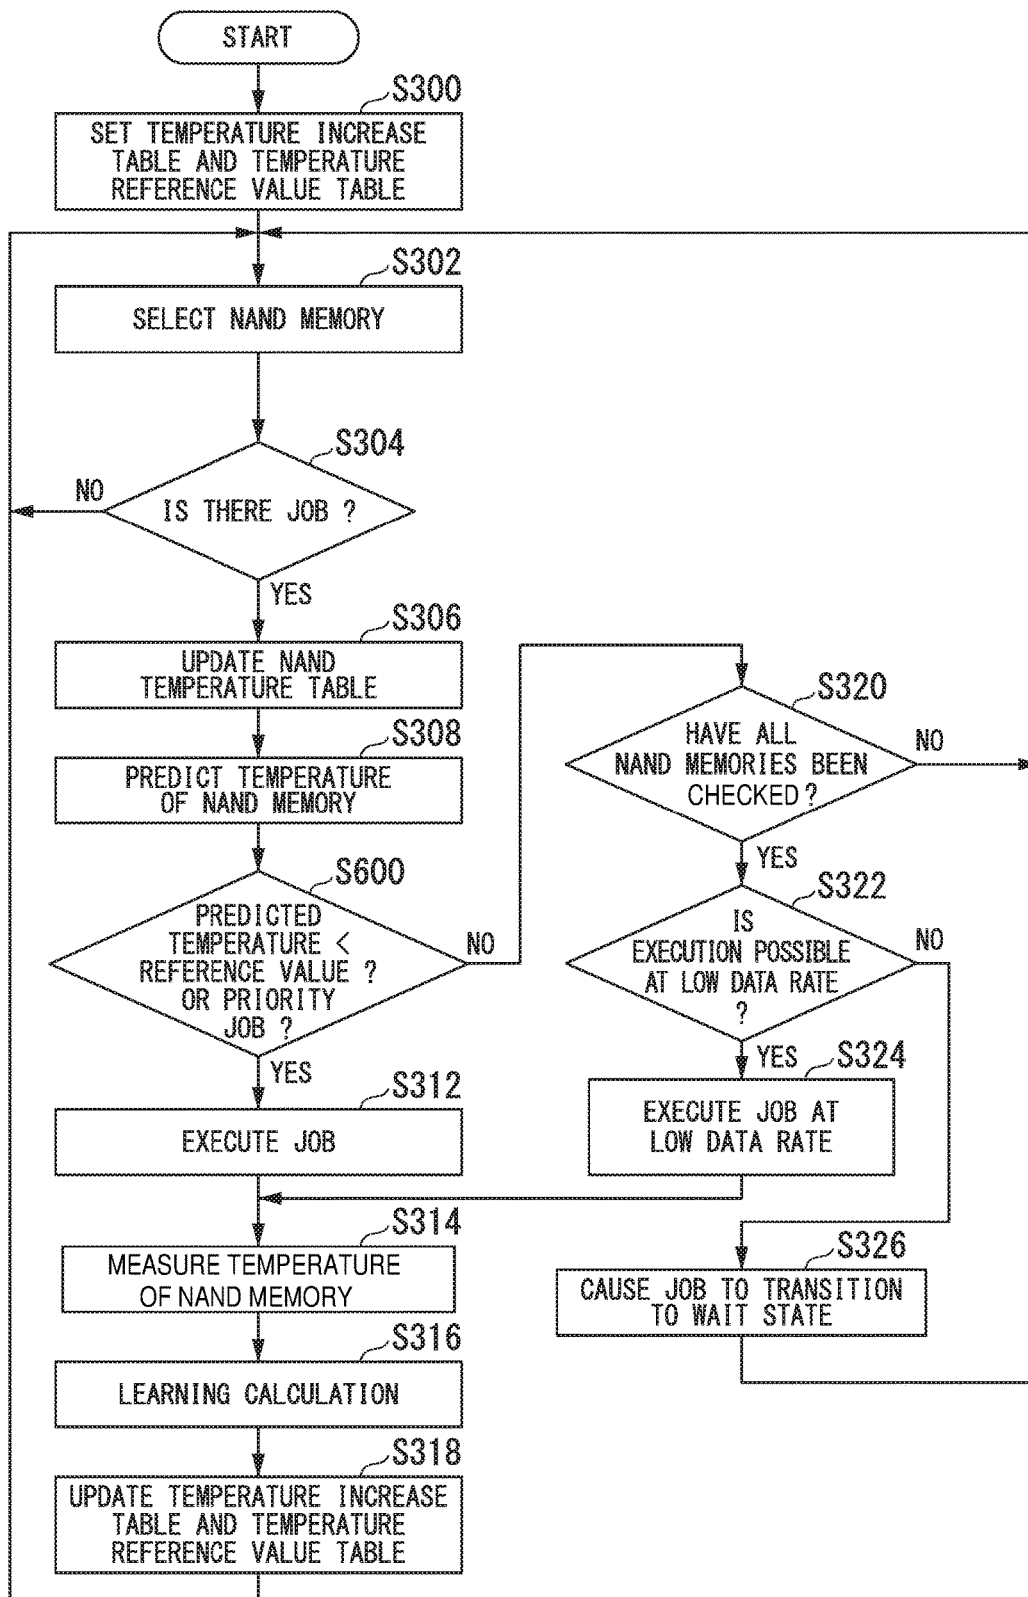 START
S300
SET TEMPERATURE INCREASE
TABLE AND TEMPERATURE
REFERENCE VALUE TABLE
S302
SELECT NAND MEMORY
S304
IS THERE JOB ?
NO
YES
S306
UPDATE NAND
TEMPERATURE TABLE
S308
PREDICT TEMPERATURE
OF NAND MEMORY
S600
PREDICTED
TEMPERATURE <
REFERENCE VALUE ?
OR PRIORITY
JOB ?
NO
YES
S312
EXECUTE JOB
S314
MEASURE TEMPERATURE
OF NAND MEMORY
S316
LEARNING CALCULATION
S318
UPDATE TEMPERATURE INCREASE
TABLE AND TEMPERATURE
REFERENCE VALUE TABLE
S320
HAVE ALL
NAND MEMORIES BEEN
CHECKED ?
NO
YES
S322
IS
EXECUTION POSSIBLE
AT LOW DATA RATE
?
NO
YES
S324
EXECUTE JOB AT
LOW DATA RATE
S326
CAUSE JOB TO TRANSITION
TO WAIT STATE